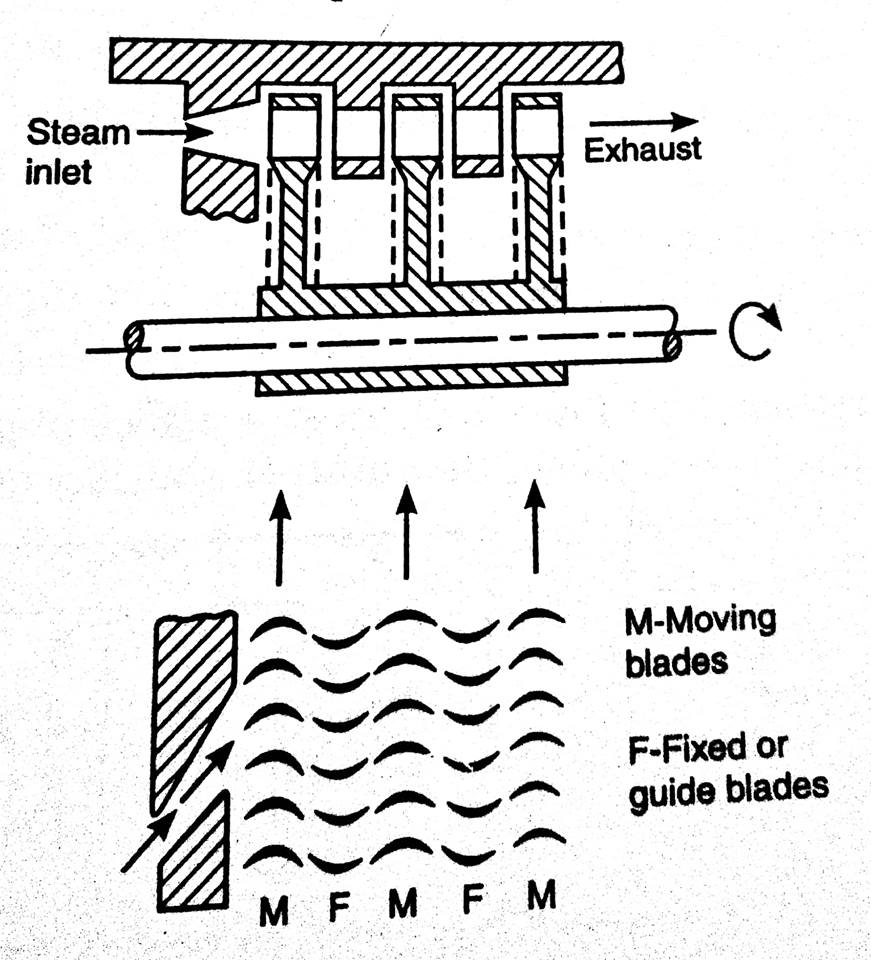 Steam
inlet
Exhaust
M-Moving
blades
F-Fixed or
guide blades
M F M F M